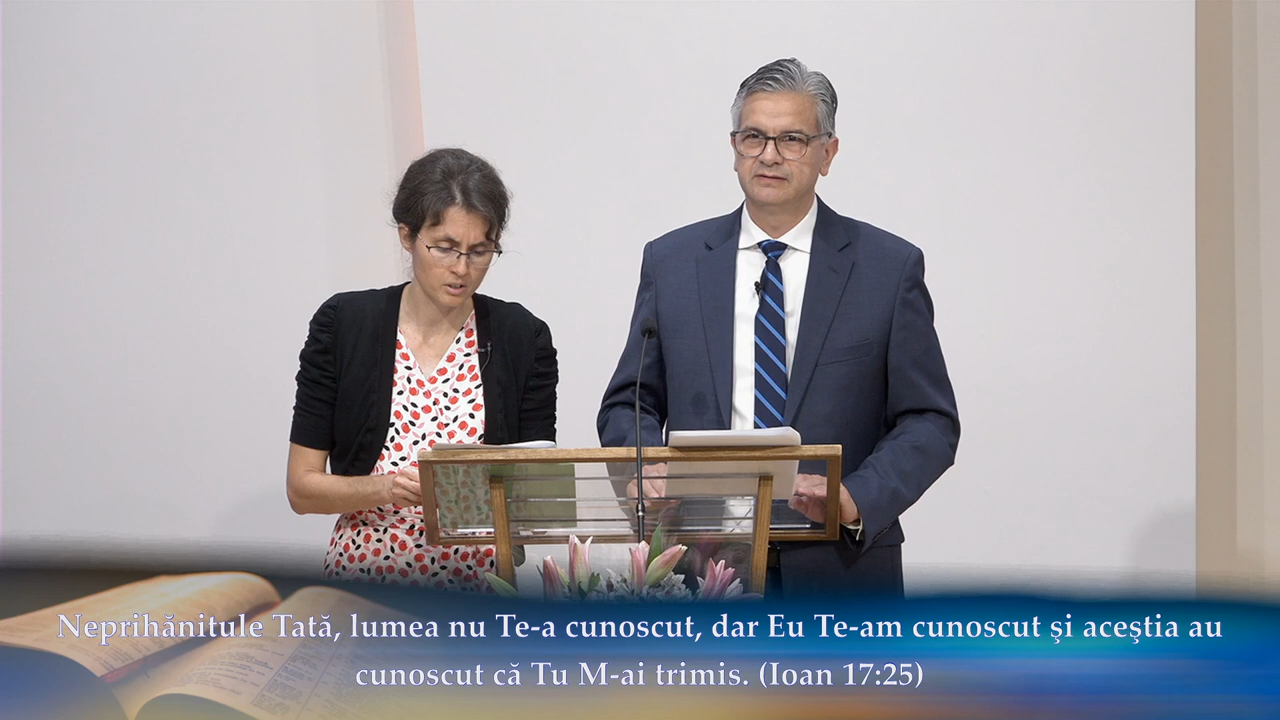 Neprihănitule Tată, lumea nu Te-a cunoscut, dar Eu Te-am cunoscut şi aceştia au
cunoscut că Tu M-ai trimis. (Ioan 17:25)